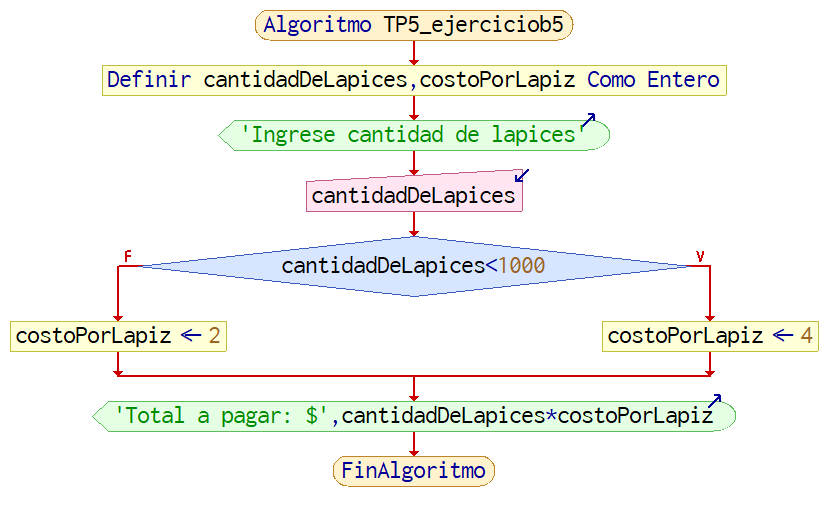 Algoritmo TP5_ejerciciob5
Definir cantidadDeLapices,costoPorLapiz Como Entero
'Ingrese cantidad de lapices'
cantidadDeLapices
F
V
cantidadDeLapices<1000
costoPorLapiz ← 2
costoPorLapiz ← 4
'Total a pagar: $',cantidadDeLapices*costoPorLapiz
FinAlgoritmo